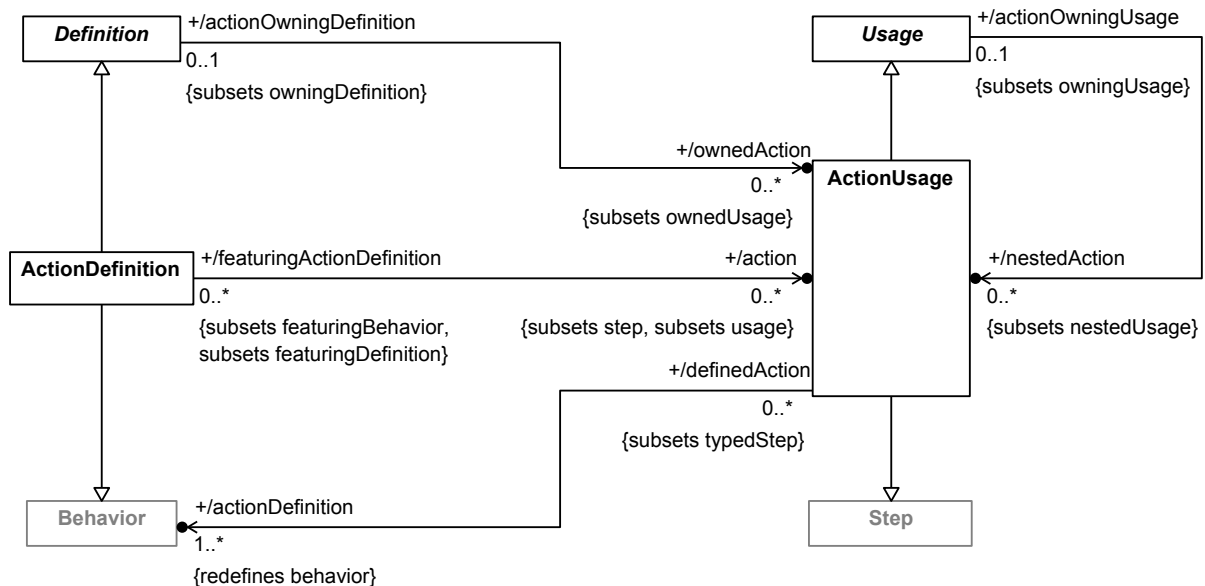 +/actionOwningDefinition
+/actionOwningUsage
Definition
Usage
0..1
0..1
{subsets owningDefinition}
{subsets owningUsage}
+/ownedAction
ActionUsage
0..*
{subsets ownedUsage}
ActionDefinition
+/featuringActionDefinition
+/action
+/nestedAction
0..*
0..*
0..*
{subsets featuringBehavior,
subsets featuringDefinition}
{subsets step, subsets usage}
{subsets nestedUsage}
+/definedAction
0..*
{subsets typedStep}
Behavior
+/actionDefinition
Step
1..*
{redefines behavior}